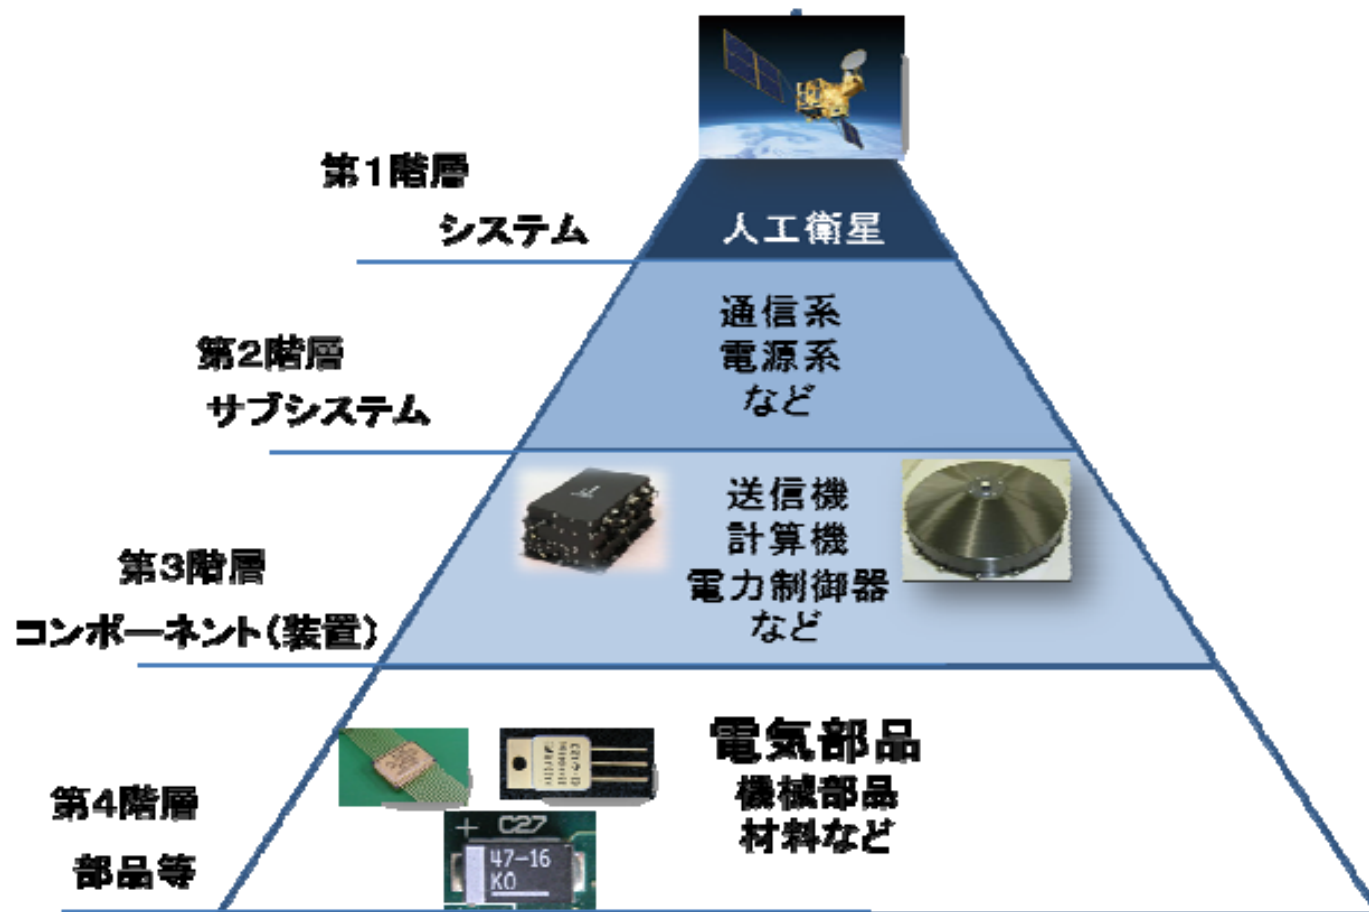 第1階層
システム
人工衛星
第2階層
サブシステム
通信系
電源系
など
第3階層
コンポーネント(装置)
送信機
計算機
電力制御器
など
第4階層
部品等
電気部品
機械部品
材料など
+ C27
47-16
KO